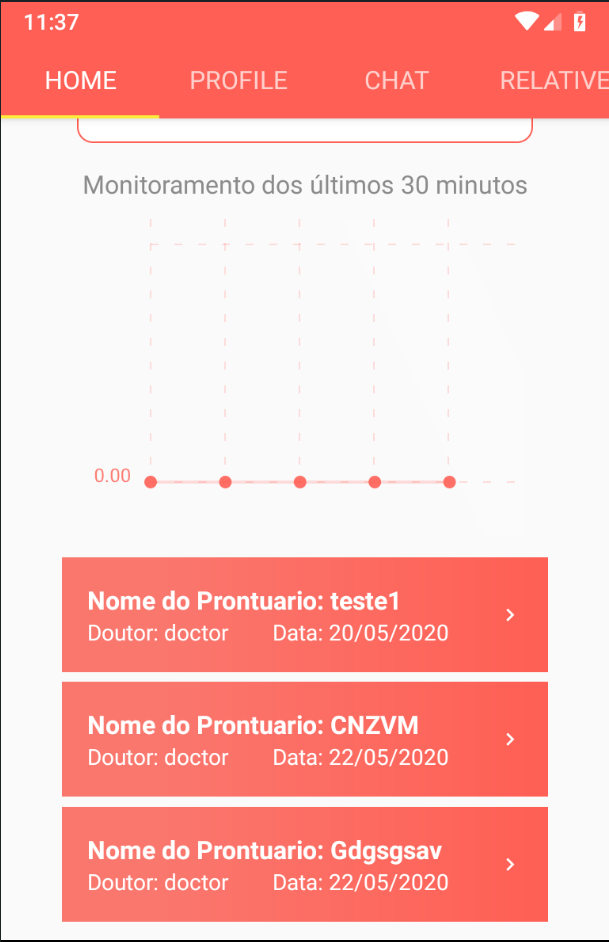 11:37
HOME PROFILE CHAT RELATIVE
Monitoramento dos últimos 30 minutos
0.00
Nome do Prontuario: teste1
Doutor: doctor Data: 20/05/2020
Nome do Prontuario: CNZVM
Doutor: doctor Data: 22/05/2020
Nome do Prontuario: Gdgsgsav
Doutor: doctor Data: 22/05/2020